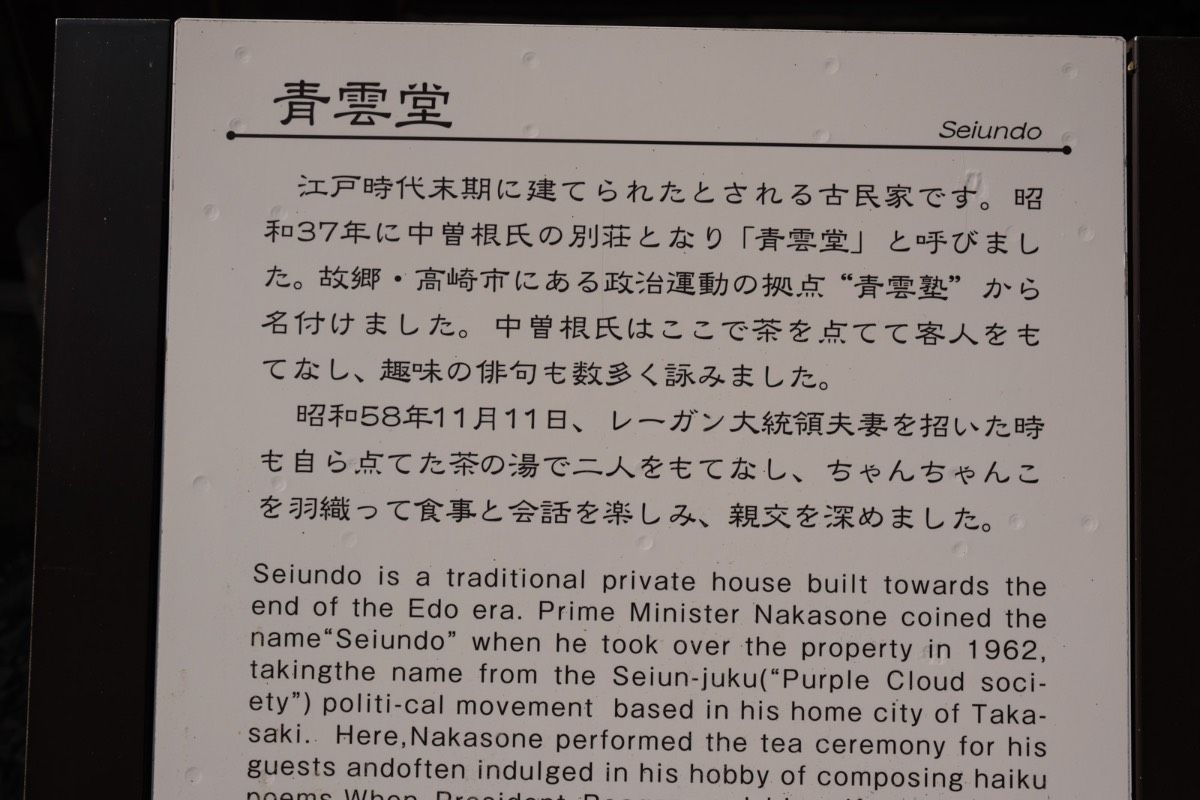 青雲堂
Seiundo
江戸時代末期に建てられたとされる古民家です。昭
和37年に中曽根氏の別荘となり「青雲堂」と呼びまし
た。故郷・高崎市にある政治運動の拠点“青雲塾”から
名付けました。中曽根氏はここで茶を点てて客人をも
てなし、趣味の俳句も数多く詠みました。
昭和58年11月11日、レーガン大統領夫妻を招いた時
も自ら点てた茶の湯で二人をもてなし、ちゃんちゃんこ
を羽織って食事と会話を楽しみ、親交を深めました。
Seiundo is a traditional private house built towards the
end of the Edo era. Prime Minister Nakasone coined the
name“Seiundo” when he took over the property in 1962,
takingthe name from the Seiun-juku(“Purple Cloud soci-
ety”) politi-cal movement based in his home city of Taka-
saki. Here,Nakasone performed the tea ceremony for his
guests andoften indulged in his hobby of composing haiku
poems.When President